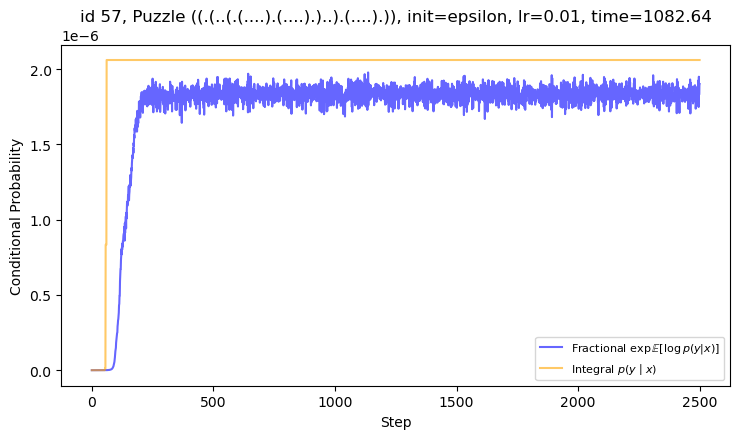 id 57, Puzzle ((.(..(.(....).(....).)..).(....).)), init=epsilon, lr=0.01, time=1082.64
1e−6
2.0
1.5
1.0
0.5
0.0
Conditional Probability
0
500
1000
1500
2000
2500
Step
Fractional exp 𝔼[log p(y|x)]
Integral p(y | x)